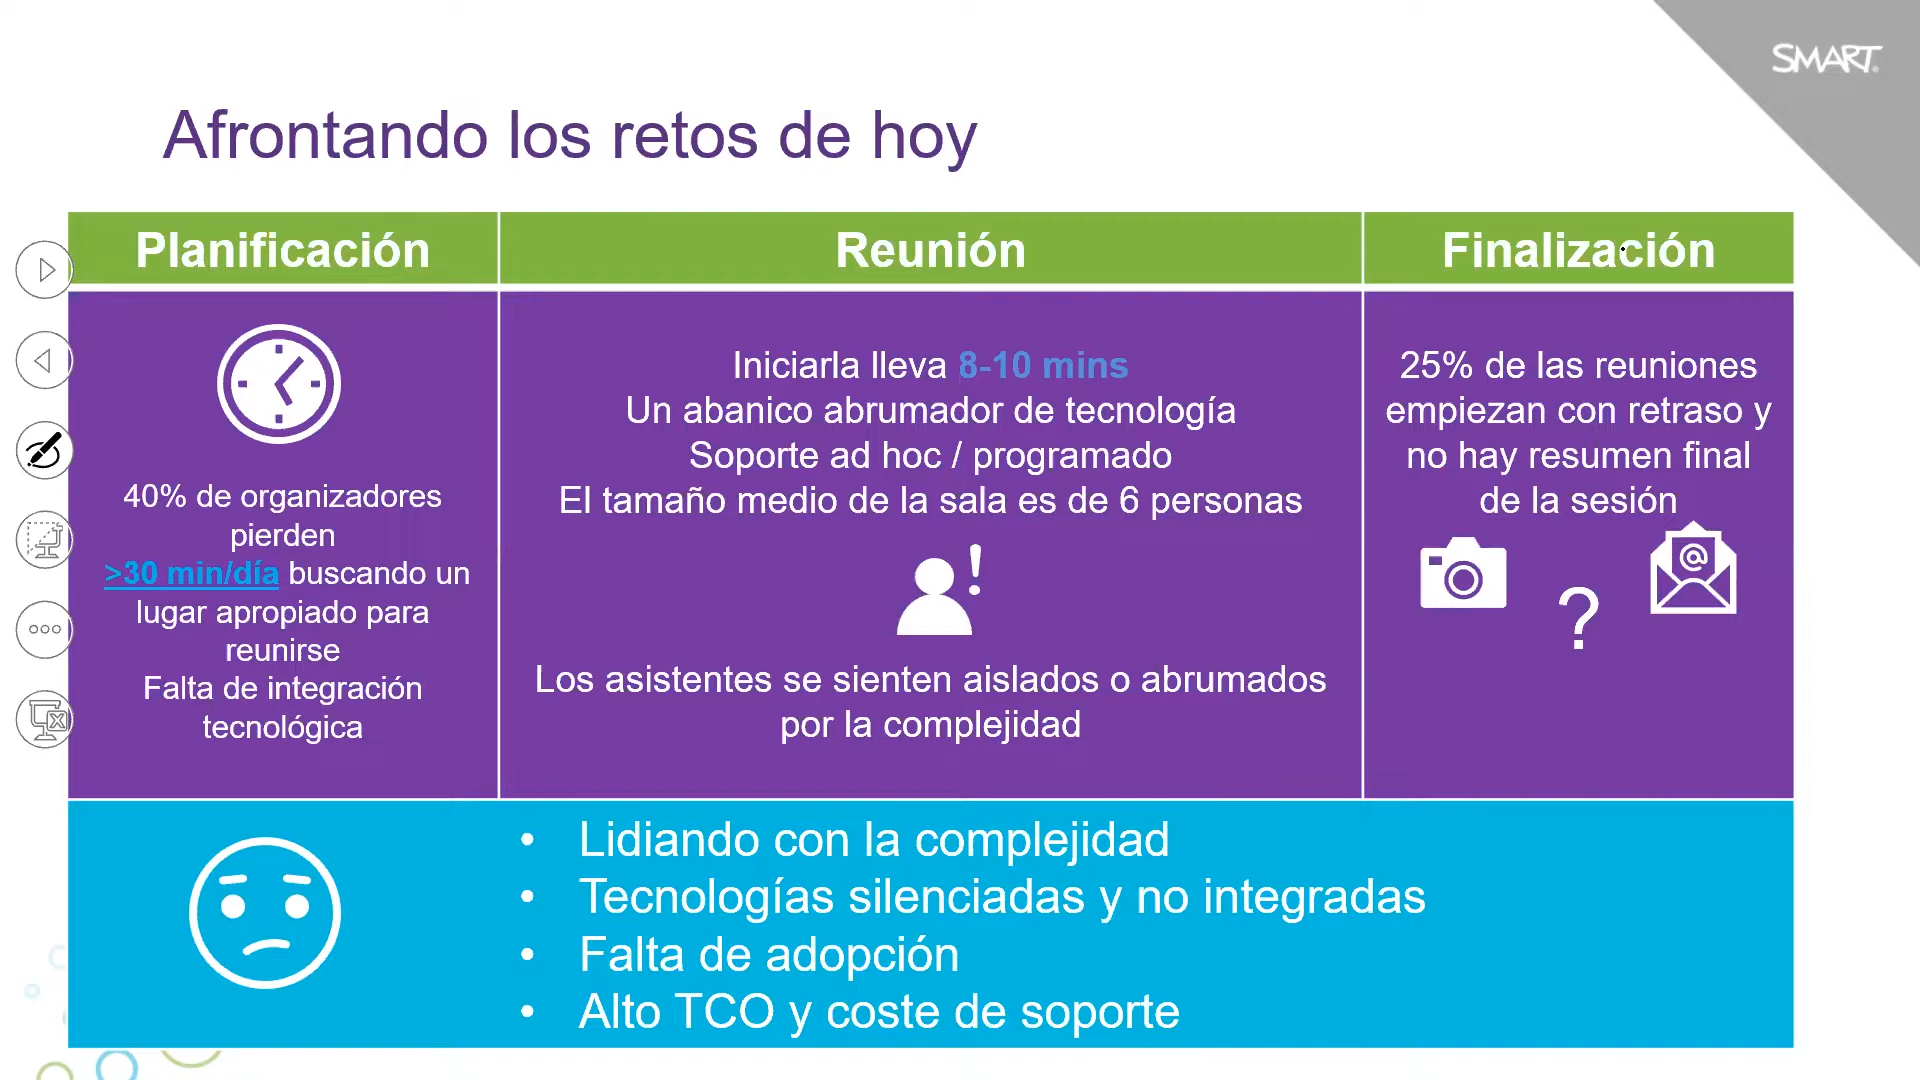 SMART
Afrontando los retos de hoy
Planificación
Reunión
Finalización
40% de organizadores
pierden
>30 min/día buscando un
lugar apropiado para
reunirse
Falta de integración
tecnológica
Iniciarla lleva 8-10 mins
Un abanico abrumador de tecnología
Soporte ad hoc / programado
El tamaño medio de la sala es de 6 personas
!
Los asistentes se sienten aislados o abrumados
por la complejidad
25% de las reuniones
empiezan con retraso y
no hay resumen final
de la sesión
@
?
• Lidiando con la complejidad
• Tecnologías silenciadas y no integradas
• Falta de adopción
• Alto TCO y coste de soporte